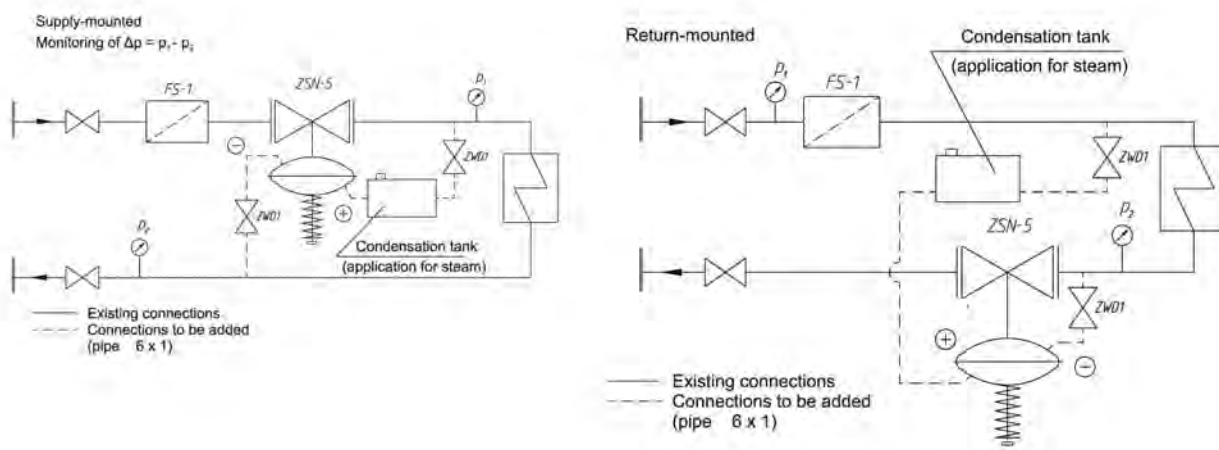 Supply-mounted
Monitoring of Δp = p₁- p₂
FS-1
ZSN-5
p₁
ZWD1
ZWD1
p₂
Condensation tank
(application for steam)
Existing connections
Connections to be added
(pipe 6 x 1)
Return-mounted
Condensation tank
(application for steam)
p₁
FS-1
ZWD1
ZSN-5
p₂
ZWD1
Existing connections
Connections to be added
(pipe 6 x 1)